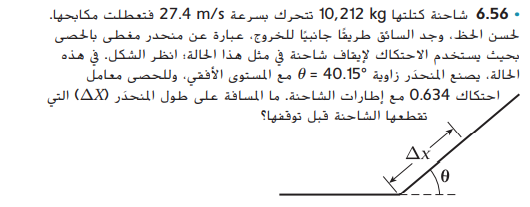 • 6.56 شاحنة كتلتها 10,212 kg تتحرك بسرعة 27.4 m/s فتعطلت مكابحها.
لحسن الحظ، وجد السائق طريقًا جانبيًا للخروج، عبارة عن منحدر مغطى بالحصى
بحيث يستخدم الاحتكاك لإيقاف شاحنة في مثل هذا الحالة؛ انظر الشكل. في هذه
الحالة، يصنع المنحدَر زاوية θ = 40.15° مع المستوى الأفقي، وللحصى معامل
احتكاك 0.634 مع إطارات الشاحنة. ما المسافة على طول المنحدَر (ΔX) التي
تقطعها الشاحنة قبل توقفها؟
Δx
θ